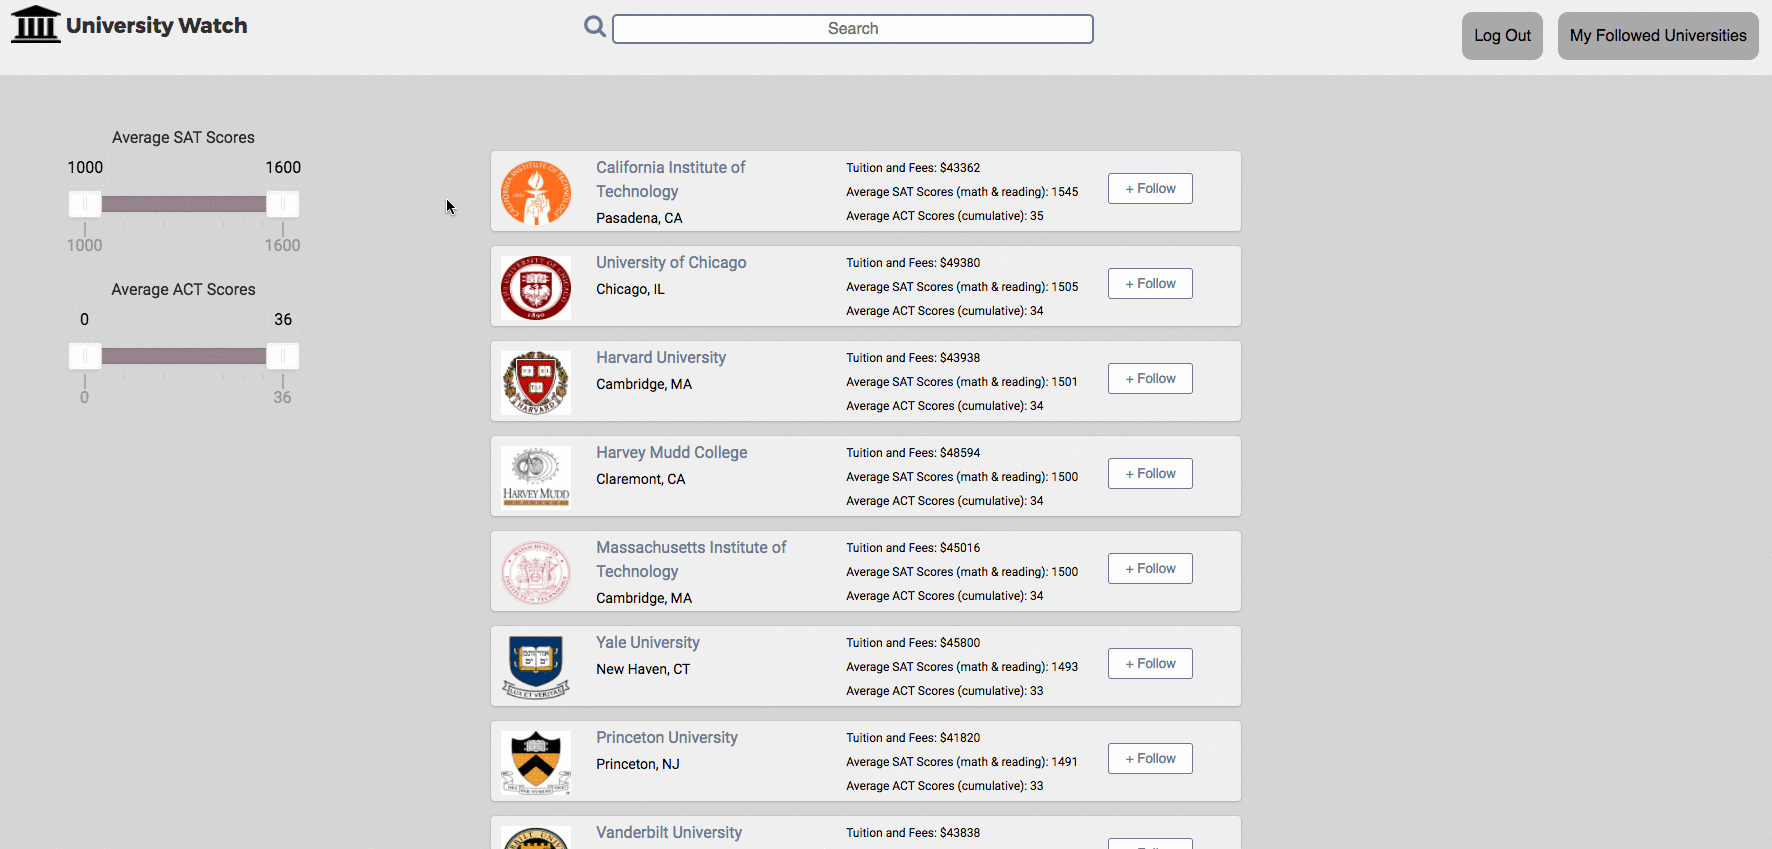 University Watch
Search
Log Out
My Followed Universities
Average SAT Scores
1000 1600
1000 1600
Average ACT Scores
0 36
0 36
California Institute of
Technology
Pasadena, CA
Tuition and Fees: $43362
Average SAT Scores (math & reading): 1545
Average ACT Scores (cumulative): 35
+ Follow
University of Chicago
Chicago, IL
Tuition and Fees: $49380
Average SAT Scores (math & reading): 1505
Average ACT Scores (cumulative): 34
+ Follow
Harvard University
Cambridge, MA
Tuition and Fees: $43938
Average SAT Scores (math & reading): 1501
Average ACT Scores (cumulative): 34
+ Follow
HARVARD
Harvey Mudd College
Claremont, CA
Tuition and Fees: $48594
Average SAT Scores (math & reading): 1500
Average ACT Scores (cumulative): 34
+ Follow
HARVEY MUDD
Massachusetts Institute of
Technology
Cambridge, MA
Tuition and Fees: $45016
Average SAT Scores (math & reading): 1500
Average ACT Scores (cumulative): 34
+ Follow
Yale University
New Haven, CT
Tuition and Fees: $45800
Average SAT Scores (math & reading): 1493
Average ACT Scores (cumulative): 33
+ Follow
LUX ET VERITAS
Princeton University
Princeton, NJ
Tuition and Fees: $41820
Average SAT Scores (math & reading): 1491
Average ACT Scores (cumulative): 33
+ Follow
Vanderbilt University
Tuition and Fees: $43838